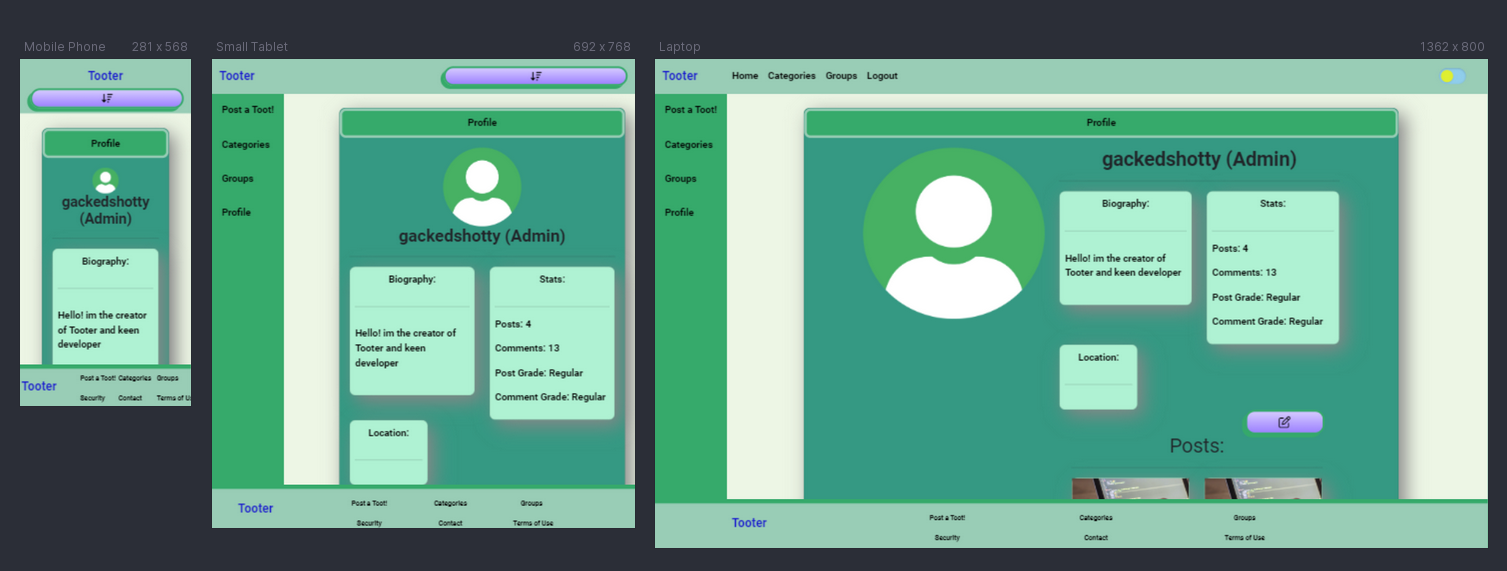 Mobile Phone 281 x 568
Tooter
Profile
gackedshotty
(Admin)
Biography:
Hello! im the creator
of Tooter and keen
developer
Tooter
Post a Toot! Categories Groups
Security Contact Terms of U
Small Tablet 692 x 768
Tooter
Post a Toot!
Categories
Groups
Profile
Profile
gackedshotty (Admin)
Biography:
Hello! im the creator of
Tooter and keen
developer
Stats:
Posts: 4
Comments: 13
Post Grade: Regular
Comment Grade: Regular
Location:
Tooter
Post a Toot! Categories Groups
Security Contact Terms of Use
Laptop 1362 x 800
Tooter Home Categories Groups Logout
Post a Toot!
Categories
Groups
Profile
Profile
gackedshotty (Admin)
Biography:
Hello! im the creator of
Tooter and keen developer
Stats:
Posts: 4
Comments: 13
Post Grade: Regular
Comment Grade: Regular
Location:
Posts:
Tooter
Post a Toot! Categories Groups
Security Contact Terms of Use